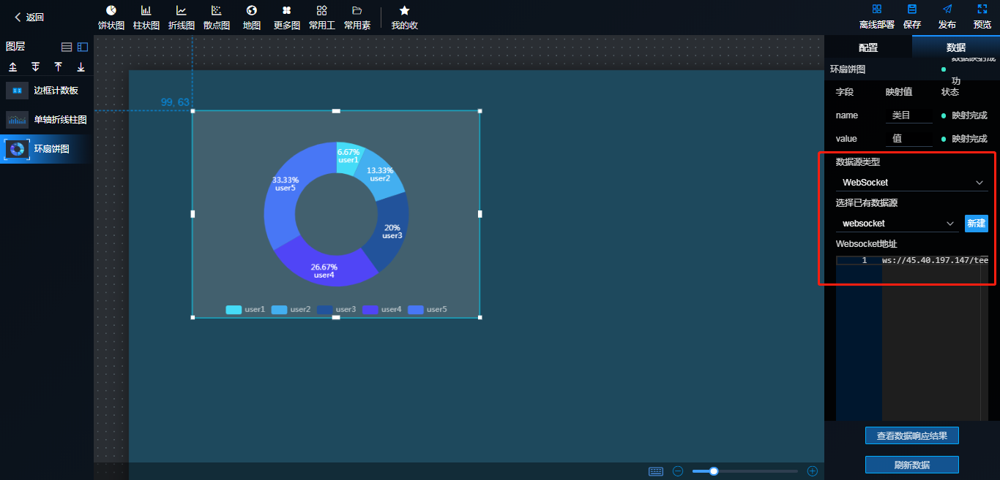 返回
饼状图 柱状图 折线图 散点图 地图 更多图 常用工 常用素 我的收
离线部署 保存 发布 预览
图层
边框计数板
单轴折线柱图
环扇饼图
99, 63
6.67%
user1
13.33%
user2
33.33%
user5
20%
user3
26.67%
user4
user1 user2 user3 user4 user5
配置 数据
数据映射成
环扇饼图
功
字段 映射值 状态
name 类目 映射完成
value 值 映射完成
数据源类型
WebSocket
选择已有数据源
websocket 新建
Websocket地址
1 ws://45.40.197.147/tee
查看数据响应结果
刷新数据